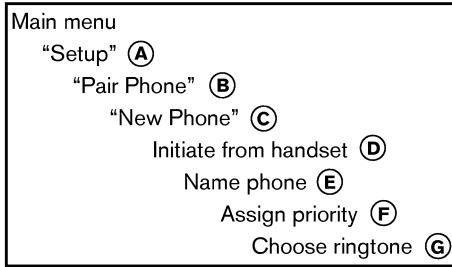 Main menu
“Setup” A
“Pair Phone” B
“New Phone” C
Initiate from handset D
Name phone E
Assign priority F
Choose ringtone G